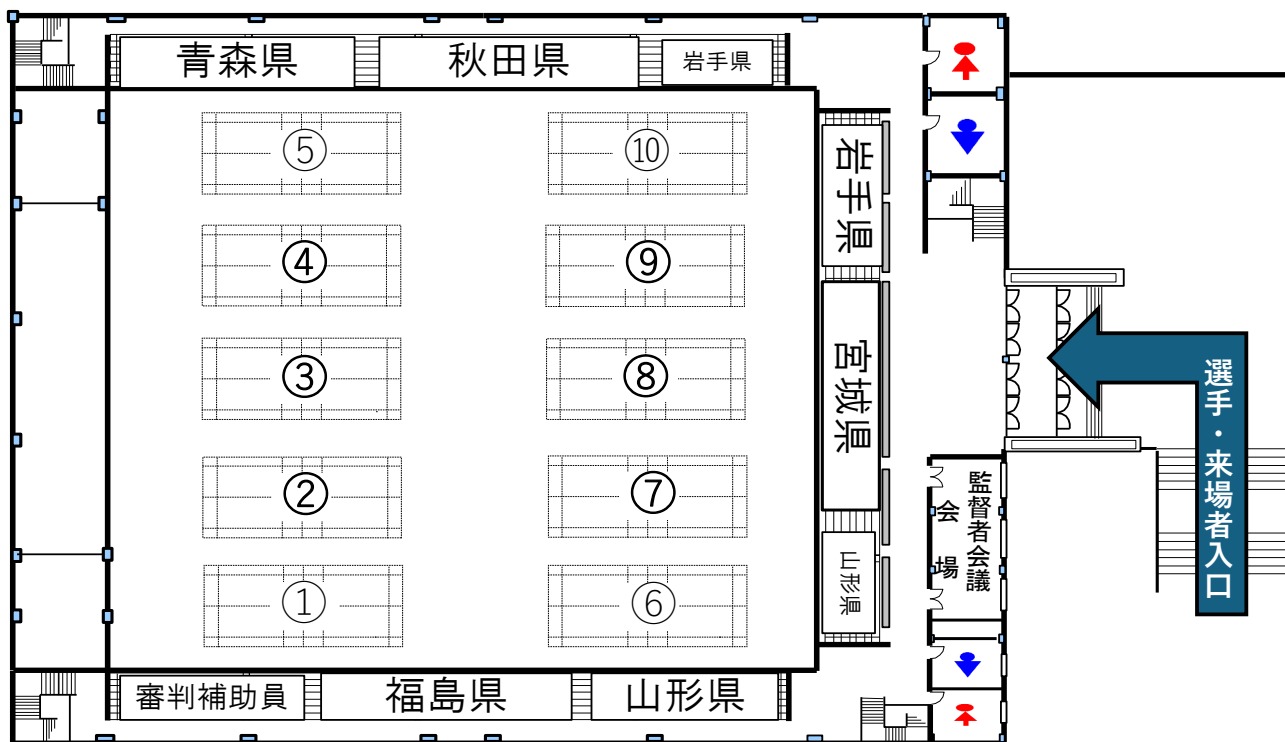 青森県
秋田県
岩手県
⑤
⑩
岩手県
④
⑨
宮城県
③
⑧
選手・来場者入口
②
⑦
監督者会議
会場
山形県
①
⑥
審判補助員
福島県
山形県